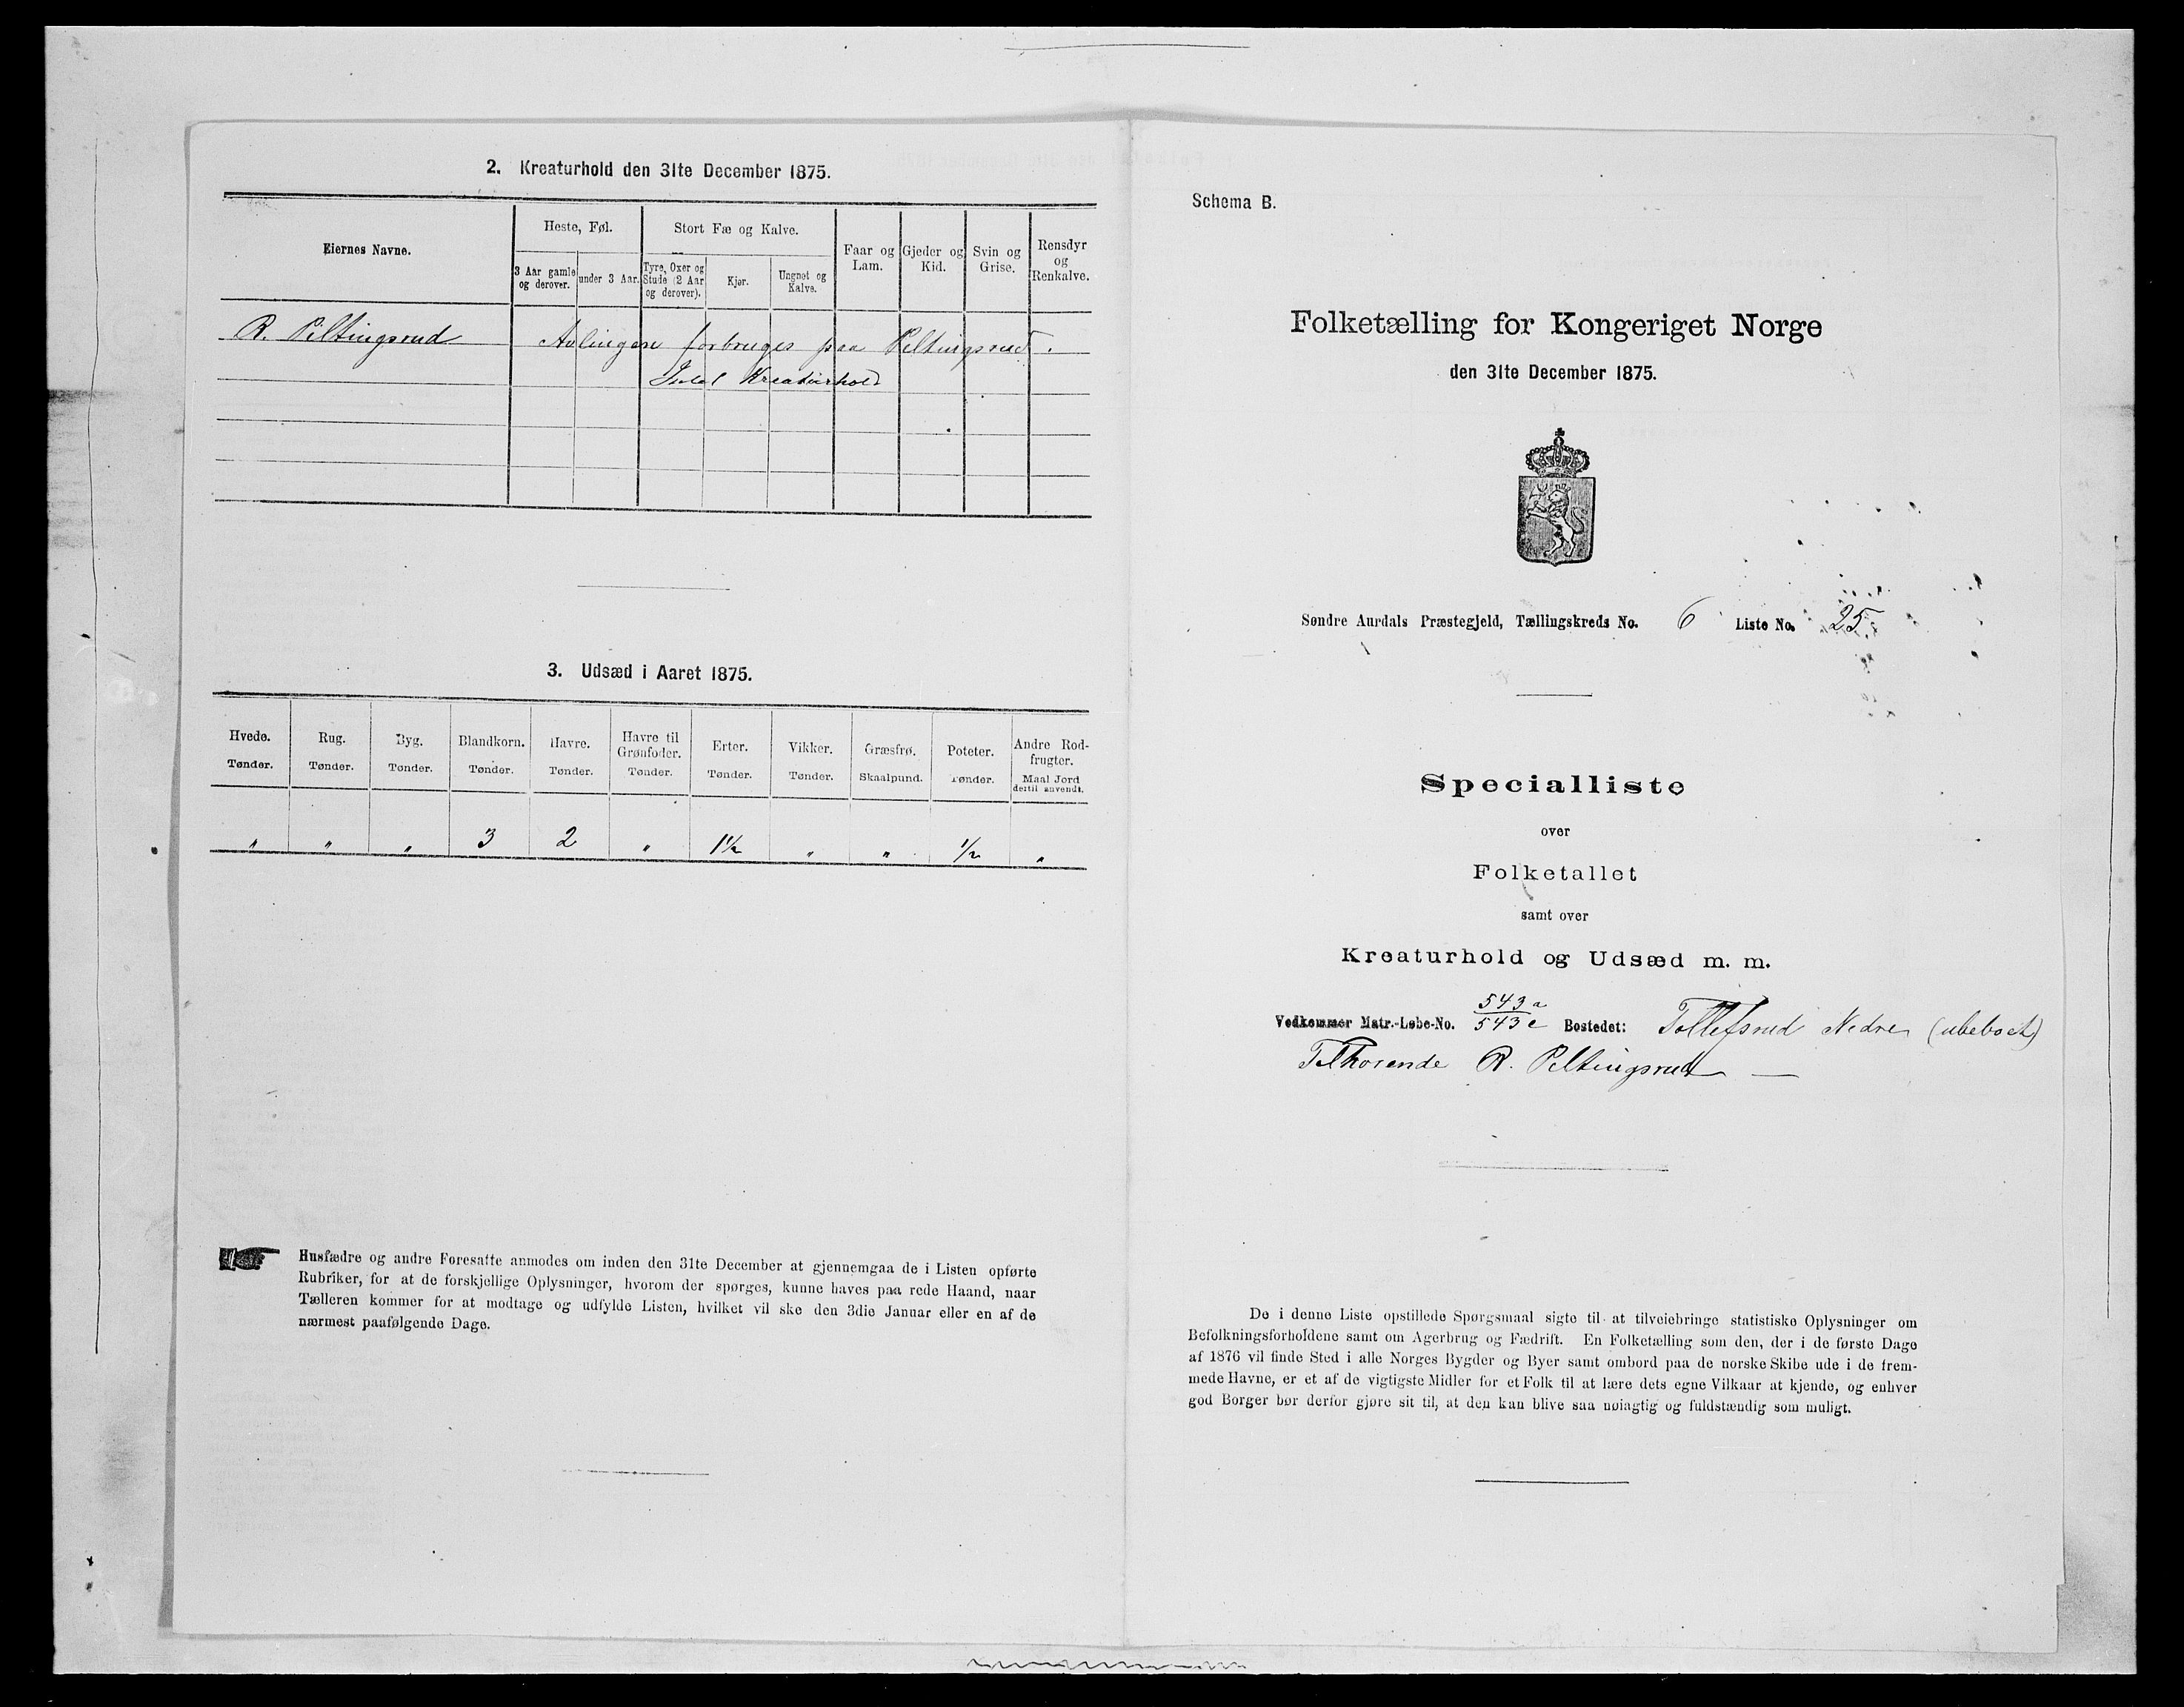 2. Kreaturhold den 31te December 1875.
Eiernes Navne.
Heste, Føl.
Stort Fæ og Kalve.
3 Aar gamle og derover.
under 3 Aar.
Tyre, Oxer og Stude (2 Aar og derover).
Kjør.
Ungnøt og Kalve.
Faar og Lam.
Gjeder og Kid.
Svin og Grise.
Rensdyr og Renkalve.
R. Piltingsrud Avlingen forbruges paa Piltingsrud.
Intet Kreaturhold
3. Udsæd i Aaret 1875.
Hvede. Rug. Byg. Blandkorn. Havre. Havre til Grønfoder. Erter. Vikker. Græsfrø. Poteter. Andre Rod-frugter.
Tønder. Tønder. Tønder. Tønder. Tønder. Tønder. Tønder. Tønder. Skaalpund. Tønder. Maal Jord dertil anvendt.
" " " 3 2 " 1½ " " ½ "
Husfædre og andre Foresatte anmodes om inden den 31te December at gjennemgaa de i Listen opførte
Rubriker, for at de forskjellige Oplysninger, hvorom der spørges, kunne haves paa rede Haand, naar
Tælleren kommer for at modtage og udfylde Listen, hvilket vil ske den 3die Januar eller en af de
nærmest paafølgende Dage.
Schema B.
Folketælling for Kongeriget Norge
den 31te December 1875.
Søndre Aurdals Præstegjeld, Tællingskreds No. 6 Liste No. 25.
Specialliste
over
Folketallet
samt over
Kreaturhold og Udsæd m. m.
Vedkommer Matr.-Løbe-No. 543a 543e Bostedet: Tollefsrud Nedre (ubeboet)
Tilhørende R. Piltingsrud —
De i denne Liste opstillede Spørgsmaal sigte til at tilveiebringe statistiske Oplysninger om
Befolkningsforholdene samt om Agerbrug og Fædrift. En Folketælling som den, der i de første Dage
af 1876 vil finde Sted i alle Norges Bygder og Byer samt ombord paa de norske Skibe ude i de frem-
mede Havne, er et af de vigtigste Midler for et Folk til at lære dets egne Vilkaar at kjende, og enhver
god Borger bør derfor gjøre sit til, at den kan blive saa nøiagtig og fuldstændig som muligt.